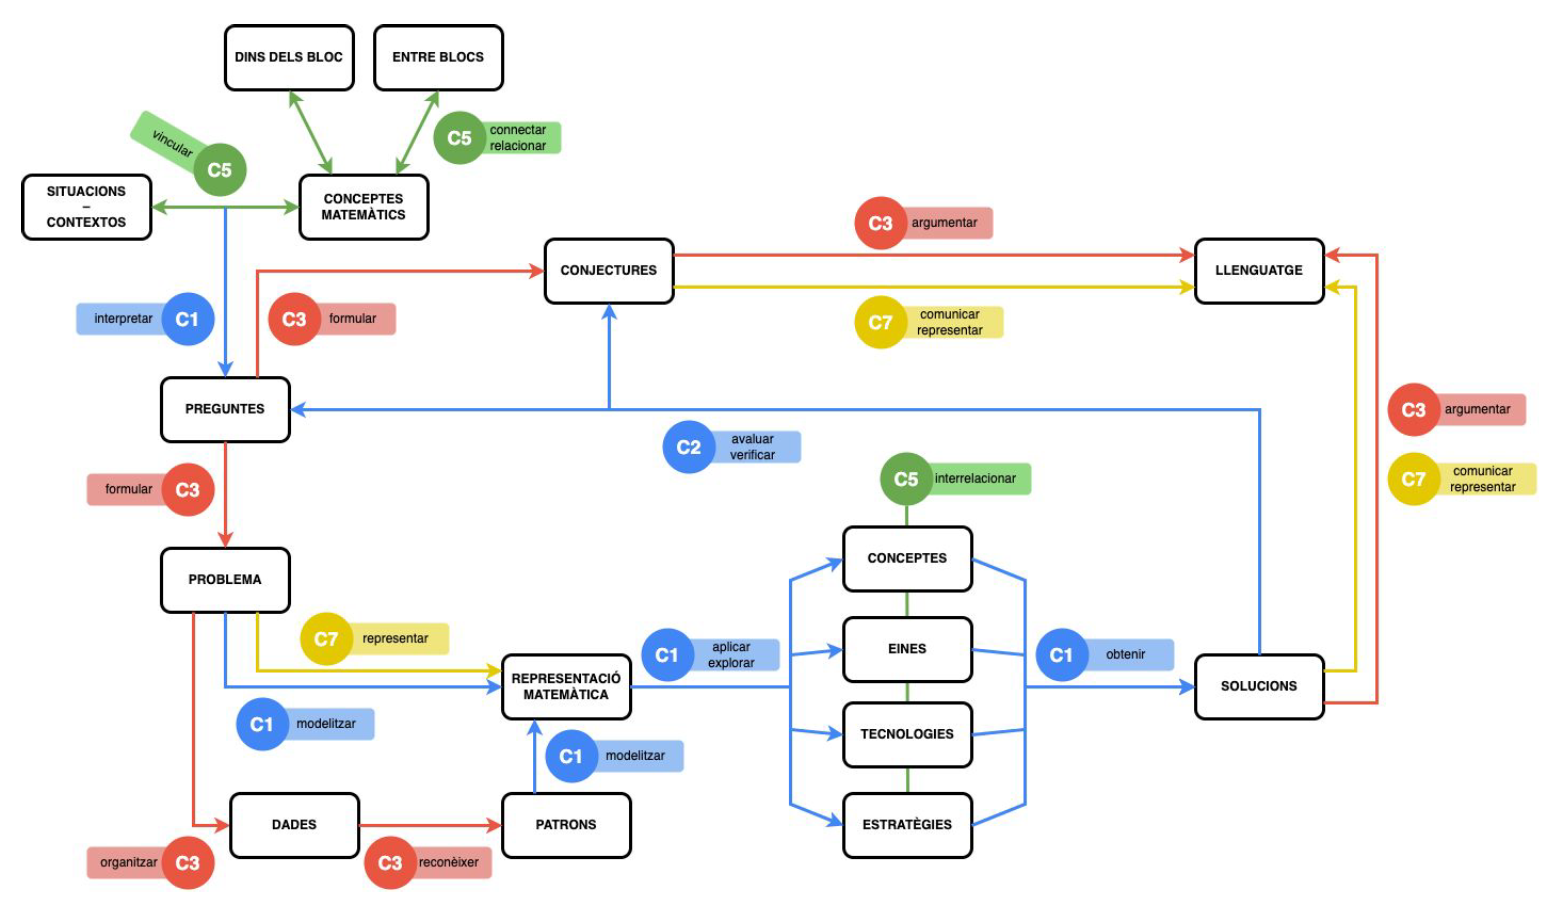 DINS DELS BLOC
ENTRE BLOCS
vincular
C5
C5
connectar
relacionar
SITUACIONS
–
CONTEXTOS
CONCEPTES
MATEMÀTICS
C3
argumentar
CONJECTURES
LLENGUATGE
interpretar
C1
C3
formular
C7
comunicar
representar
PREGUNTES
C3
argumentar
C2
avaluar
verificar
C5
interrelacionar
C7
comunicar
representar
formular
C3
CONCEPTES
PROBLEMA
C7
representar
C1
aplicar
explorar
EINES
C1
obtenir
REPRESENTACIÓ
MATEMÀTICA
SOLUCIONS
C1
modelitzar
TECNOLOGIES
C1
modelitzar
DADES
PATRONS
ESTRATÈGIES
organitzar
C3
C3
reconèixer